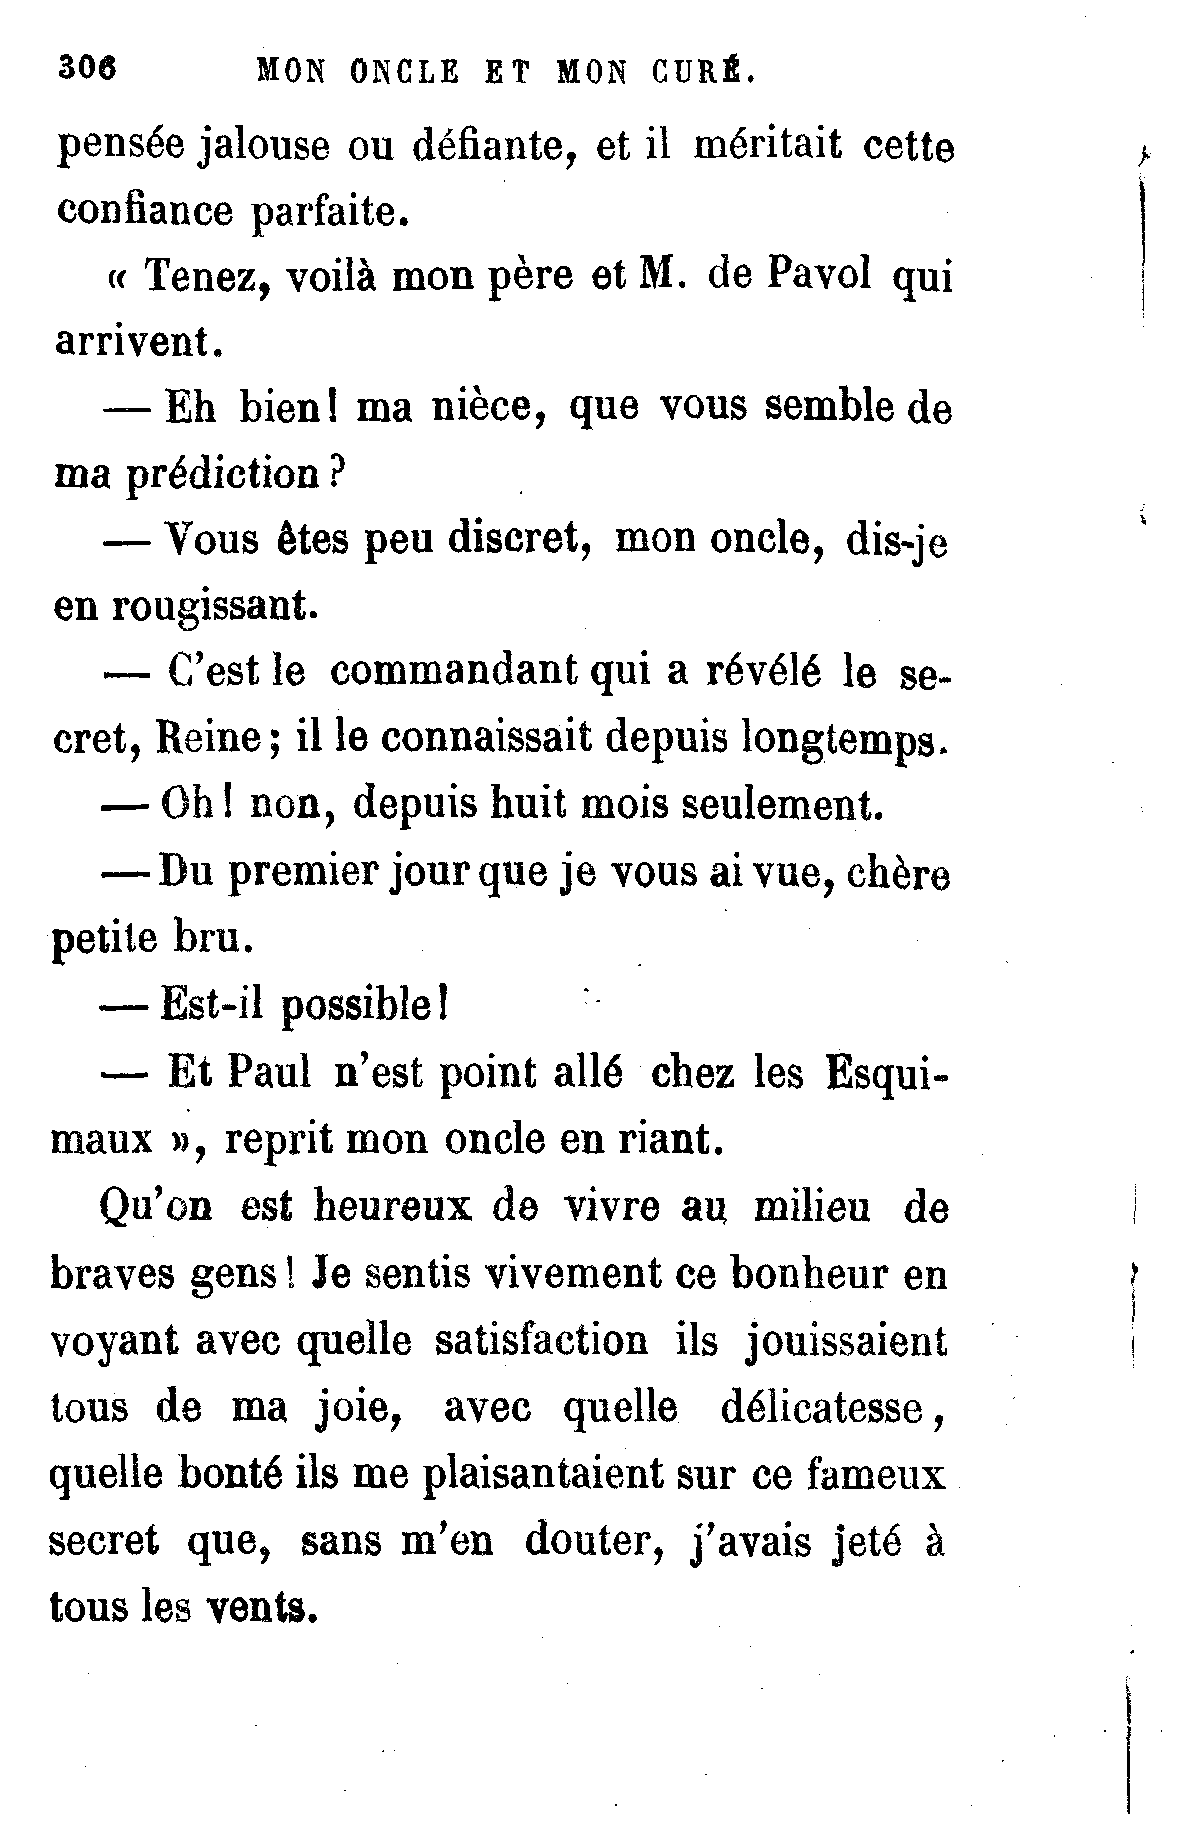 306 MON ONCLE ET MON CURÉ.
pensée jalouse ou défiante, et il méritait cette
confiance parfaite.
« Tenez, voilà mon père et M. de Pavol qui
arrivent.
— Eh bien! ma nièce, que vous semble de
ma prédiction ?
— Vous êtes peu discret, mon oncle, dis-je
en rougissant.
— C'est le commandant qui a révélé le se-
cret, Reine; il le connaissait depuis longtemps.
— Oh! non, depuis huit mois seulement.
— Du premier jour que je vous ai vue, chère
petite bru.
— Est-il possible!
— Et Paul n'est point allé chez les Esqui-
maux », reprit mon oncle en riant.
Qu'on est heureux de vivre au milieu de
braves gens! Je sentis vivement ce bonheur en
voyant avec quelle satisfaction ils jouissaient
tous de ma joie, avec quelle délicatesse,
quelle bonté ils me plaisantaient sur ce fameux
secret que, sans m'en douter, j'avais jeté à
tous les vents.